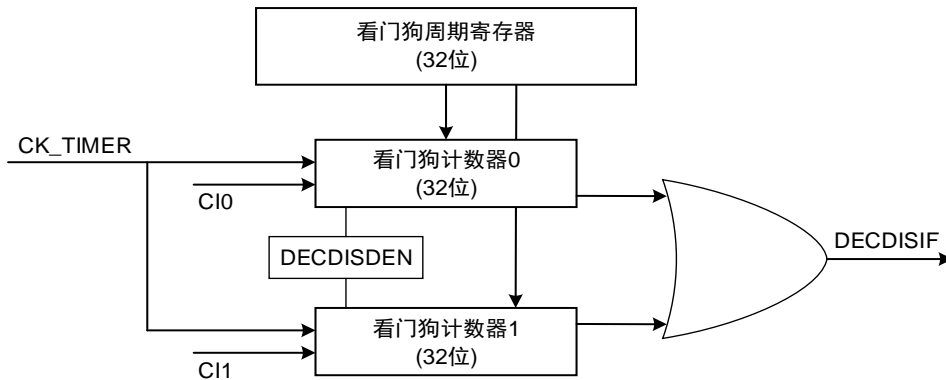 看门狗周期寄存器
(32位)
CK_TIMER
看门狗计数器0
(32位)
CI0
DECDISDEN
DECDISIF
看门狗计数器1
(32位)
CI1